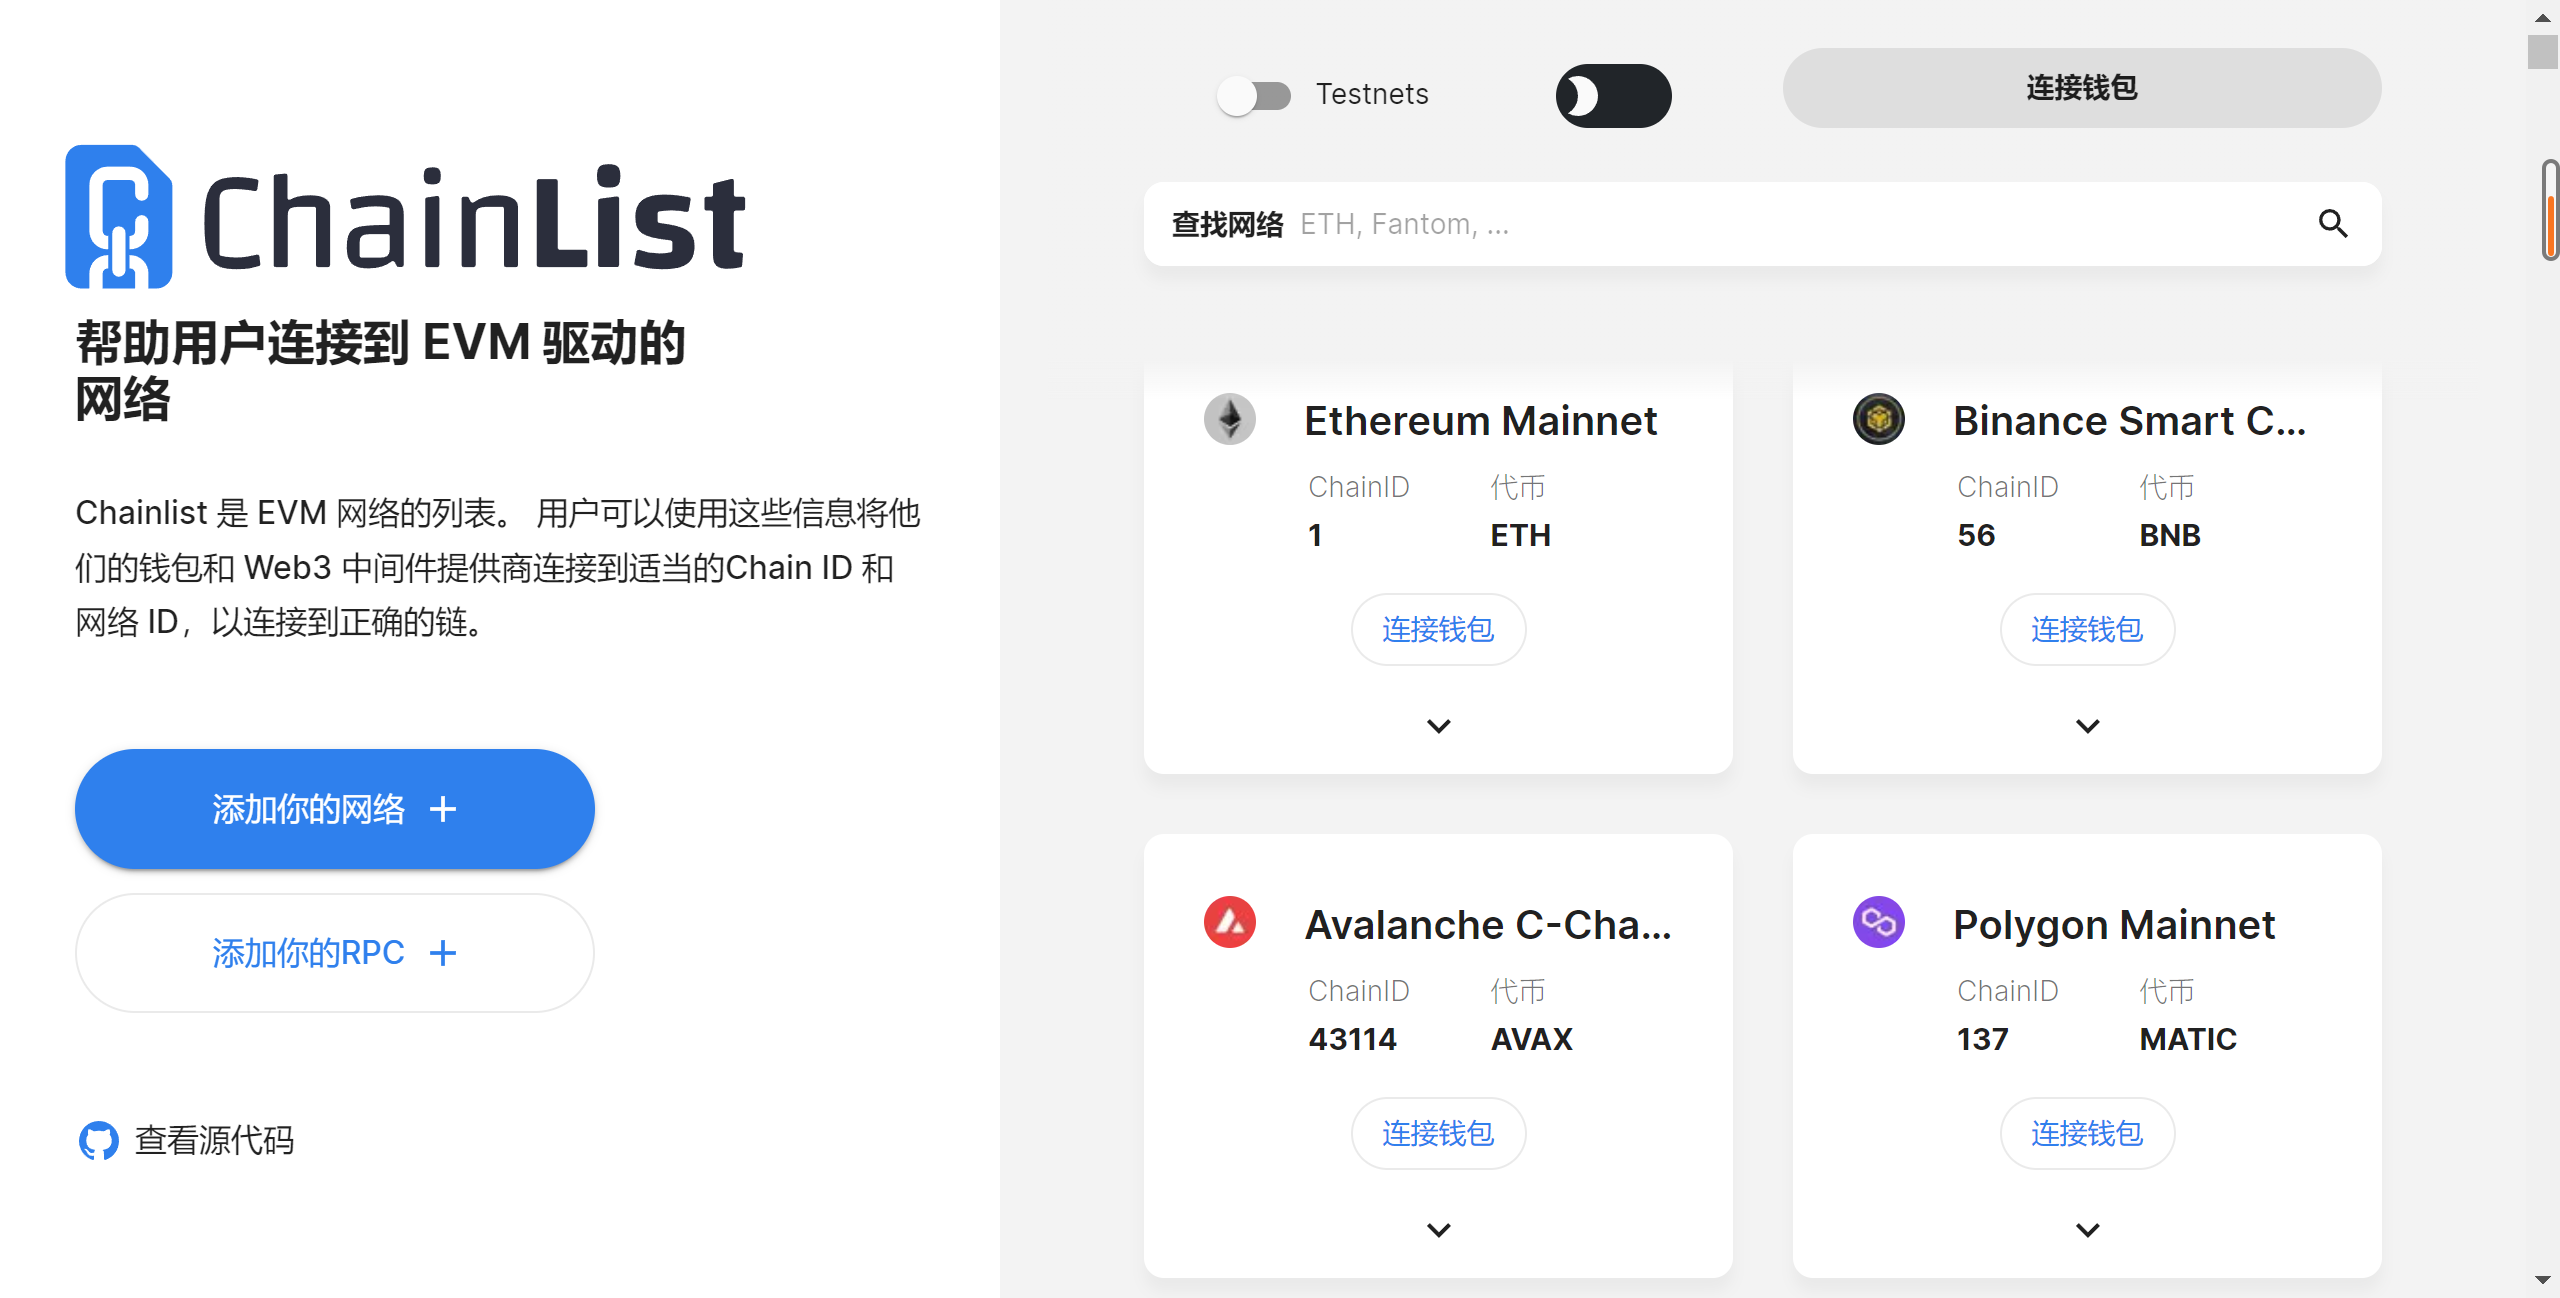 ChainList
帮助用户连接到 EVM 驱动的
网络
Chainlist 是 EVM 网络的列表。 用户可以使用这些信息将他
们的钱包和 Web3 中间件提供商连接到适当的Chain ID 和
网络 ID，以连接到正确的链。
添加你的网络
添加你的RPC
查看源代码
Testnets
连接钱包
查找网络 ETH, Fantom, ...
Ethereum Mainnet
ChainID 代币
1 ETH
连接钱包
Binance Smart C...
ChainID 代币
56 BNB
连接钱包
Avalanche C-Cha...
ChainID 代币
43114 AVAX
连接钱包
Polygon Mainnet
ChainID 代币
137 MATIC
连接钱包